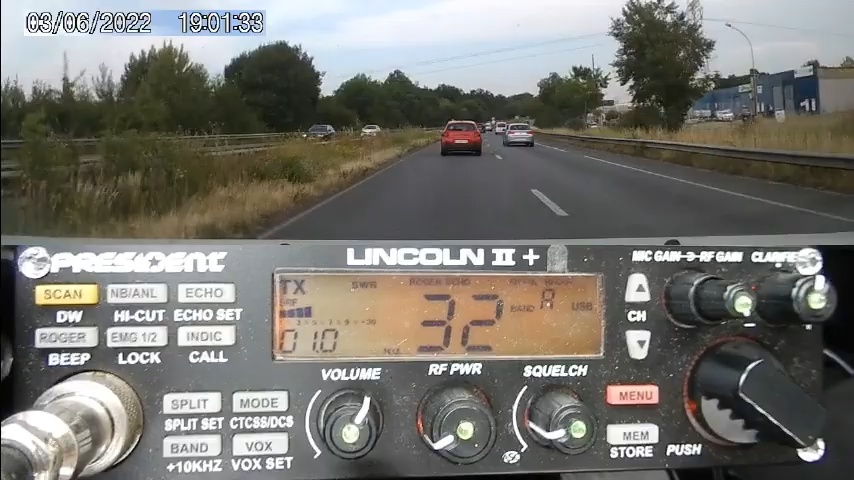 03/06/2022 19:01:33
PRESIDENT LINCOLN II + MIC GAIN RF GAIN CLARIFIER
SCAN NB/ANL ECHO
DW HI-CUT ECHO SET
ROGER EMG 1/2 INDIC
BEEP LOCK CALL
TX SWR ROGER ECHO
32 BAND A USB
01.0
CH
VOLUME RF PWR SQUELCH
SPLIT MODE
SPLIT SET CTCSS/DCS
BAND VOX
+10KHZ VOX SET
MENU
MEM
STORE PUSH